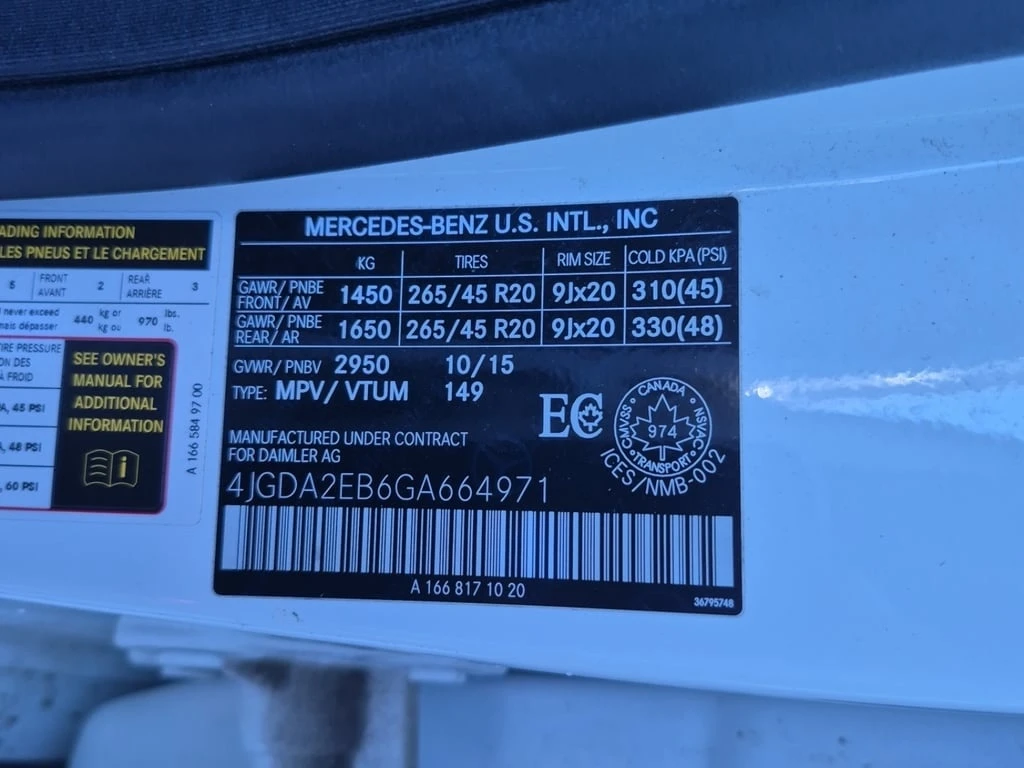 ADING INFORMATION
LES PNEUS ET LE CHARGEMENT
5 FRONT AVANT 2 REAR ARRIÈRE 3
never exceed
mais dépasser 440 kg or kg ou 970 lbs. lb.
IRE PRESSURE
ON DES
À FROID
A, 45 PSI
A, 48 PSI
, 60 PSI
SEE OWNER'S
MANUAL FOR
ADDITIONAL
INFORMATION
A 166 584 97 00
MERCEDES-BENZ U.S. INTL., INC
KG TIRES RIM SIZE COLD KPA (PSI)
GAWR/PNBE FRONT/AV 1450 265/45 R20 9Jx20 310(45)
GAWR/PNBE REAR/AR 1650 265/45 R20 9Jx20 330(48)
GVWR/PNBV 2950 10/15
TYPE: MPV/VTUM 149
MANUFACTURED UNDER CONTRACT
FOR DAIMLER AG
EC
CANADA
CMVSS NSVAC
974
TRANSPORT
ICES/NMB-002
4JGDA2EB6GA664971
A 166 817 10 20
36795748